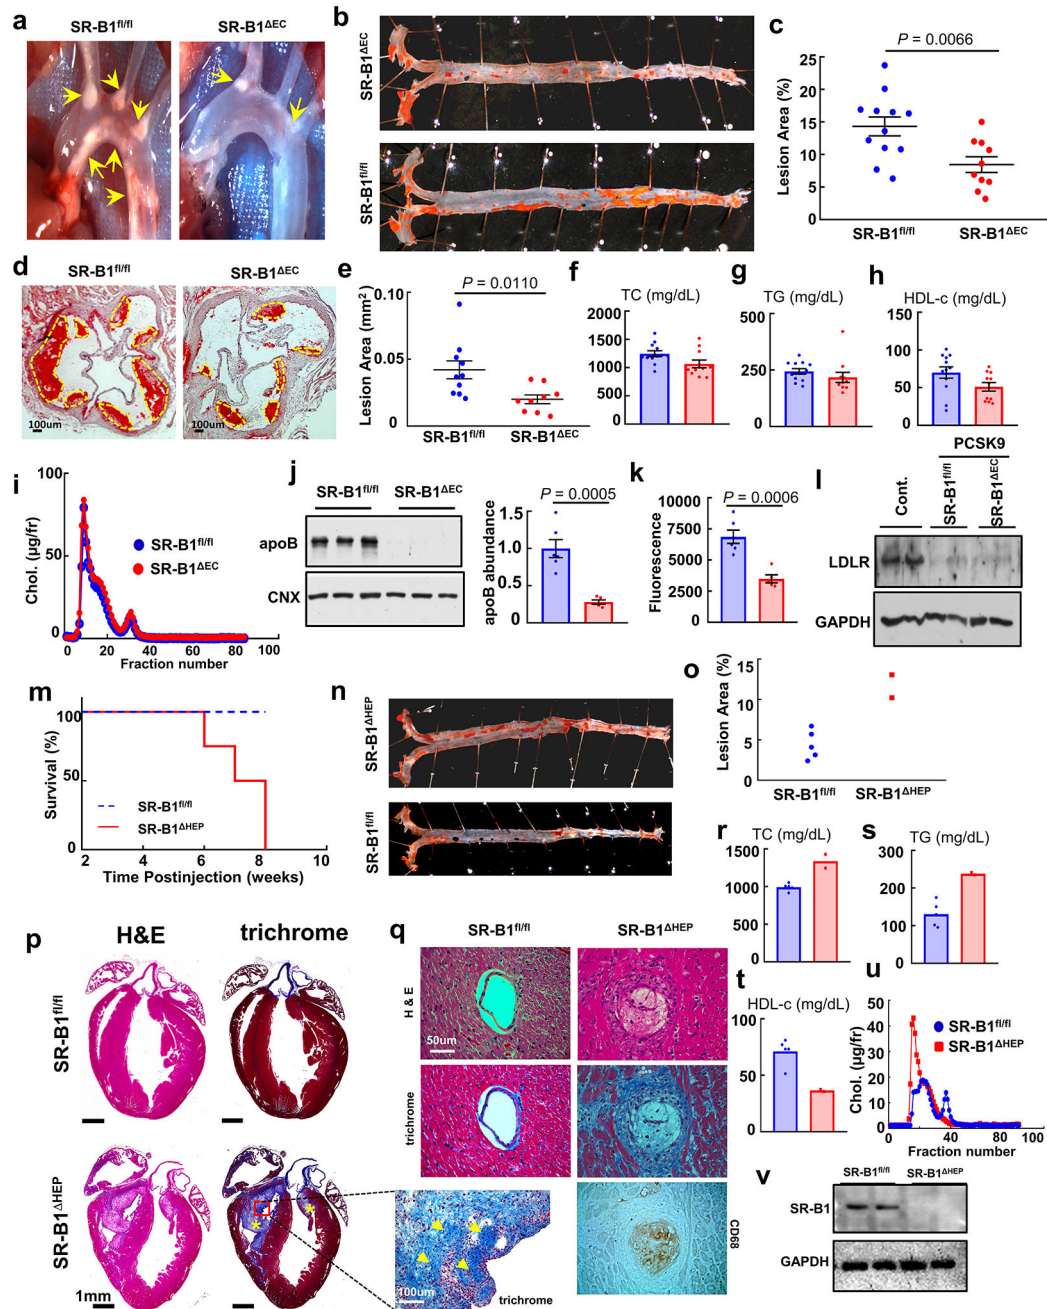 a
SR-B1fl/fl
SR-B1ΔEC
b
SR-B1ΔEC
SR-B1fl/fl
c
P = 0.0066
Lesion Area (%)
25
20
15
10
5
0
SR-B1fl/fl
SR-B1ΔEC
d
SR-B1fl/fl
SR-B1ΔEC
100um
100um
e
P = 0.0110
Lesion Area (mm2)
0.10
0.05
0
SR-B1fl/fl
SR-B1ΔEC
f
TC (mg/dL)
2000
1500
1000
500
0
g
TG (mg/dL)
500
250
0
h
HDL-c (mg/dL)
150
100
50
0
i
Chol. (µg/fr)
100
50
0
SR-B1fl/fl
SR-B1ΔEC
0 20 40 60 80 100
Fraction number
j
SR-B1fl/fl
SR-B1ΔEC
apoB
CNX
P = 0.0005
apoB abundance
1.5
1.0
0.5
0
k
P = 0.0006
Fluorescence
10000
7500
5000
2500
0
l
PCSK9
Cont.
SR-B1fl/fl
SR-B1ΔEC
LDLR
GAPDH
m
Survival (%)
100
50
0
SR-B1fl/fl
SR-B1ΔHEP
2 4 6 8 10
Time Postinjection (weeks)
n
SR-B1ΔHEP
SR-B1fl/fl
o
Lesion Area (%)
15
10
5
0
SR-B1fl/fl
SR-B1ΔHEP
p
H&E
trichrome
SR-B1fl/fl
SR-B1ΔHEP
1mm
*
*
q
SR-B1fl/fl
SR-B1ΔHEP
H & E
50um
trichrome
CD68
100um
trichrome
r
TC (mg/dL)
1500
1000
500
0
s
TG (mg/dL)
300
200
100
0
t
HDL-c (mg/dL)
100
50
0
u
Chol. (µg/fr)
50
40
30
20
10
0
SR-B1fl/fl
SR-B1ΔHEP
0 20 40 60 80 100
Fraction number
v
SR-B1fl/fl
SR-B1ΔHEP
SR-B1
GAPDH